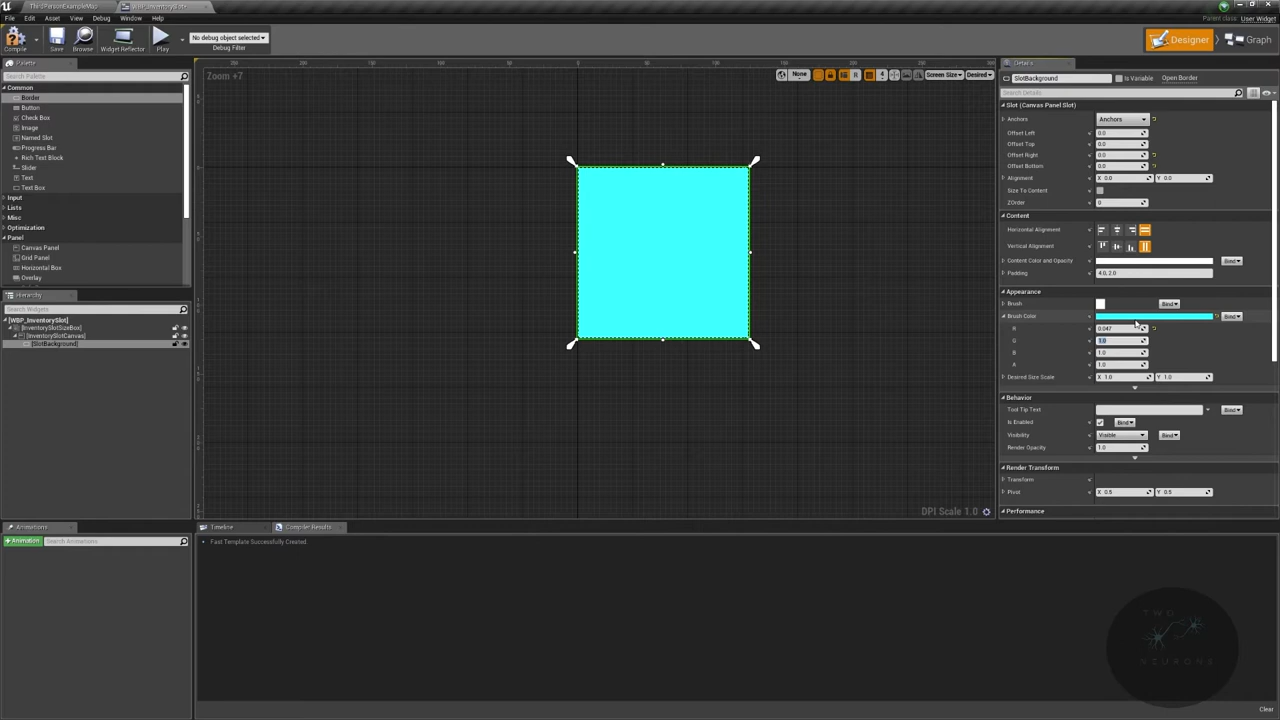 ThirdPersonExampleMap
WBP_InventorySlot
File Edit Asset View Debug Window Help
Parent class: User Widget
Compile Save Browse Widget Reflector Play
No debug object selected
Debug Filter
Designer Graph
Palette
Search Palette
Common
Border
Button
Check Box
Image
Named Slot
Progress Bar
Rich Text Block
Slider
Text
Text Box
Input
Lists
Misc
Optimization
Panel
Canvas Panel
Grid Panel
Horizontal Box
Overlay
Hierarchy
Search Widgets
[WBP_InventorySlot]
[InventorySlotSizeBox]
[InventorySlotCanvas]
[SlotBackground]
Zoom +7
None
R
4
Screen Size
Desired
DPI Scale 1.0
Details
SlotBackground
Is Variable
Open Border
Search Details
Slot (Canvas Panel Slot)
Anchors Anchors
Offset Left 0.0
Offset Top 0.0
Offset Right 0.0
Offset Bottom 0.0
Alignment X 0.0 Y 0.0
Size To Content
ZOrder 0
Content
Horizontal Alignment
Vertical Alignment
Content Color and Opacity Bind
Padding 4.0, 2.0
Appearance
Brush Bind
Brush Color Bind
R 0.047
G 1.0
B 1.0
A 1.0
Desired Size Scale X 1.0 Y 1.0
Behavior
Tool Tip Text Bind
Is Enabled Bind
Visibility Visible Bind
Render Opacity 1.0
Render Transform
Transform
Pivot X 0.5 Y 0.5
Performance
Animations
+ Animation
Search Animations
Timeline
Compiler Results
Fast Template Successfully Created.
TWO
NEURONS
Clear